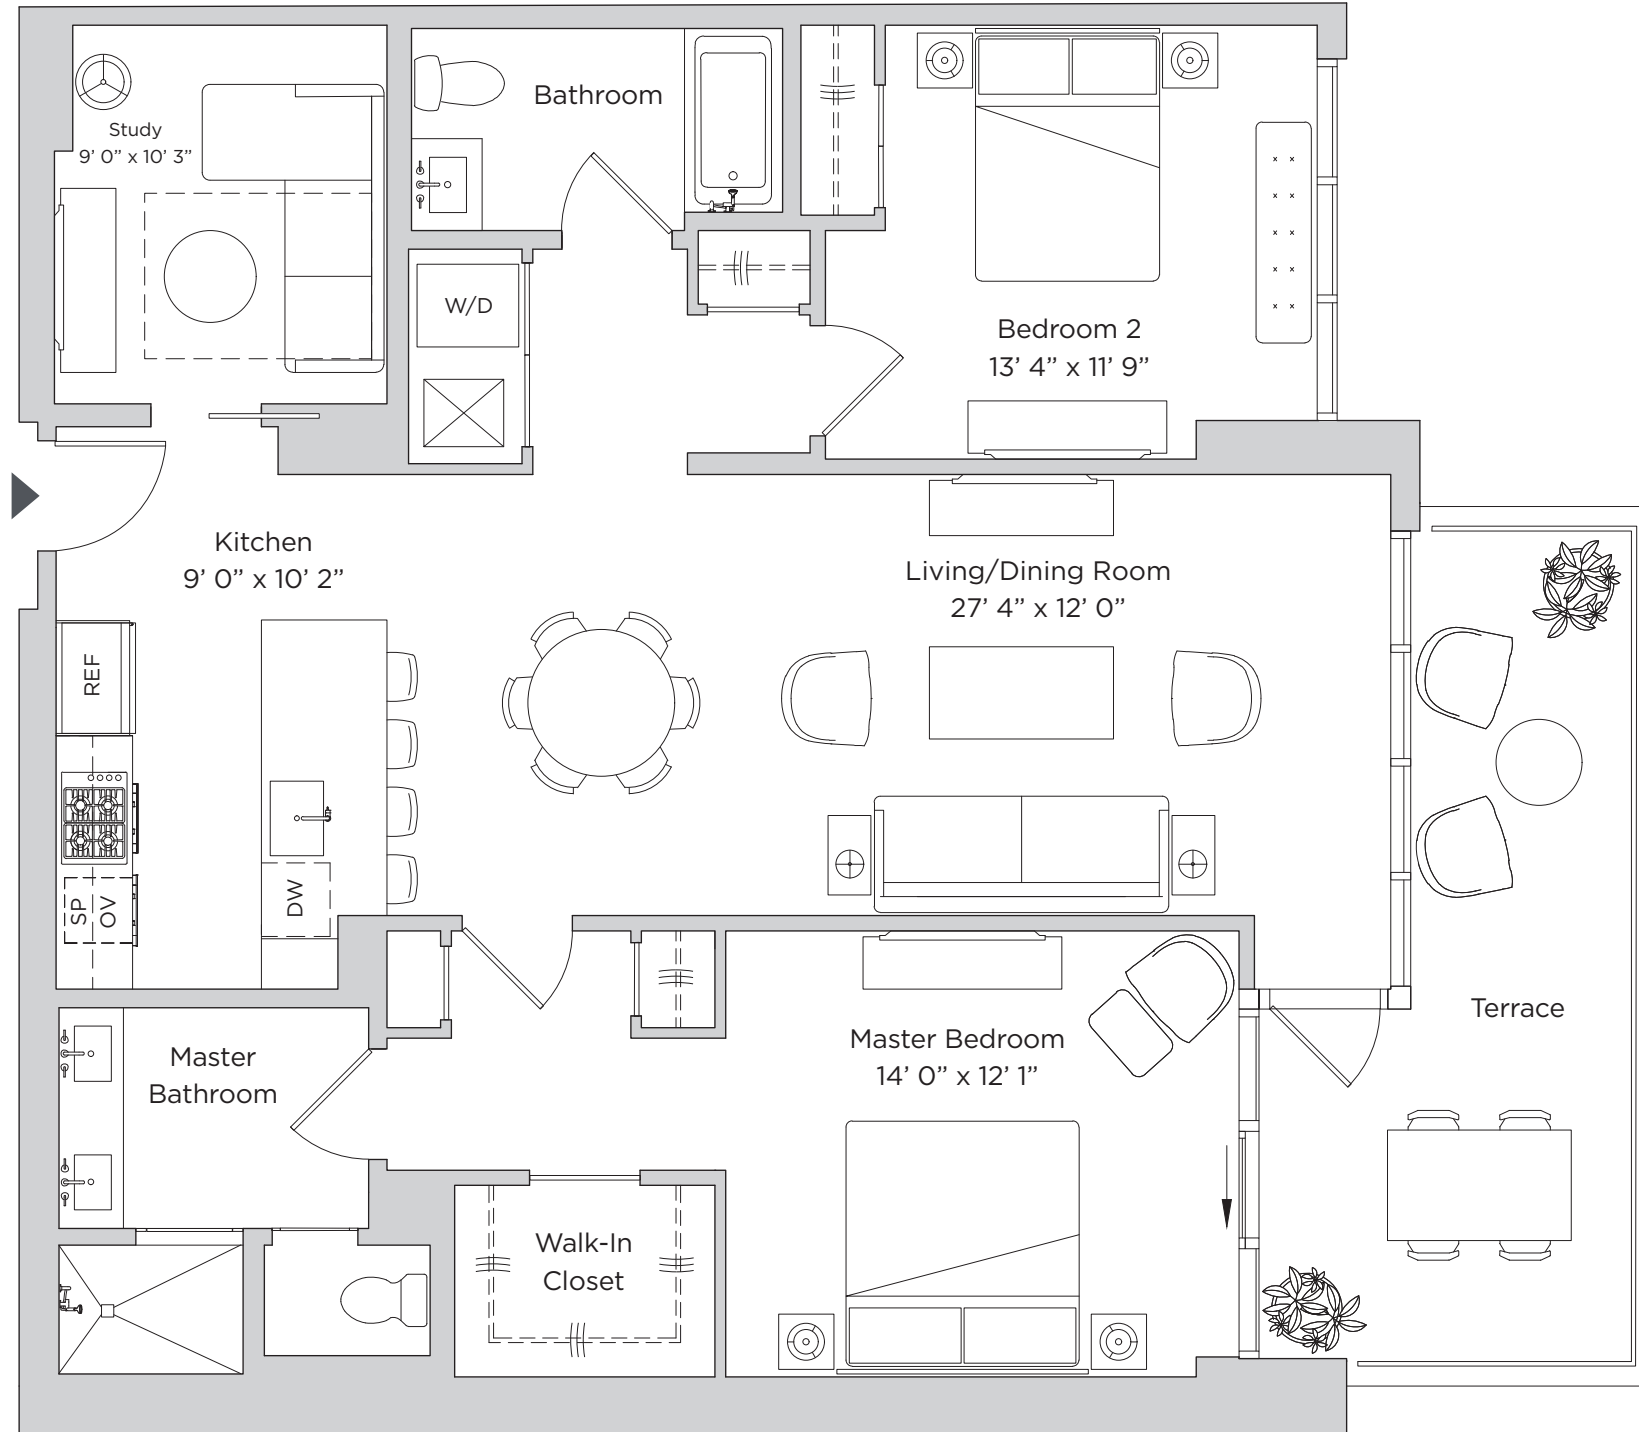 Study
9’ 0” x 10’ 3”
Bathroom
W/D
Bedroom 2
13’ 4” x 11’ 9”
Kitchen
9’ 0” x 10’ 2”
Living/Dining Room
27’ 4” x 12’ 0”
REF
SP
OV
DW
Terrace
Master Bedroom
14’ 0” x 12’ 1”
Master
Bathroom
Walk-In
Closet